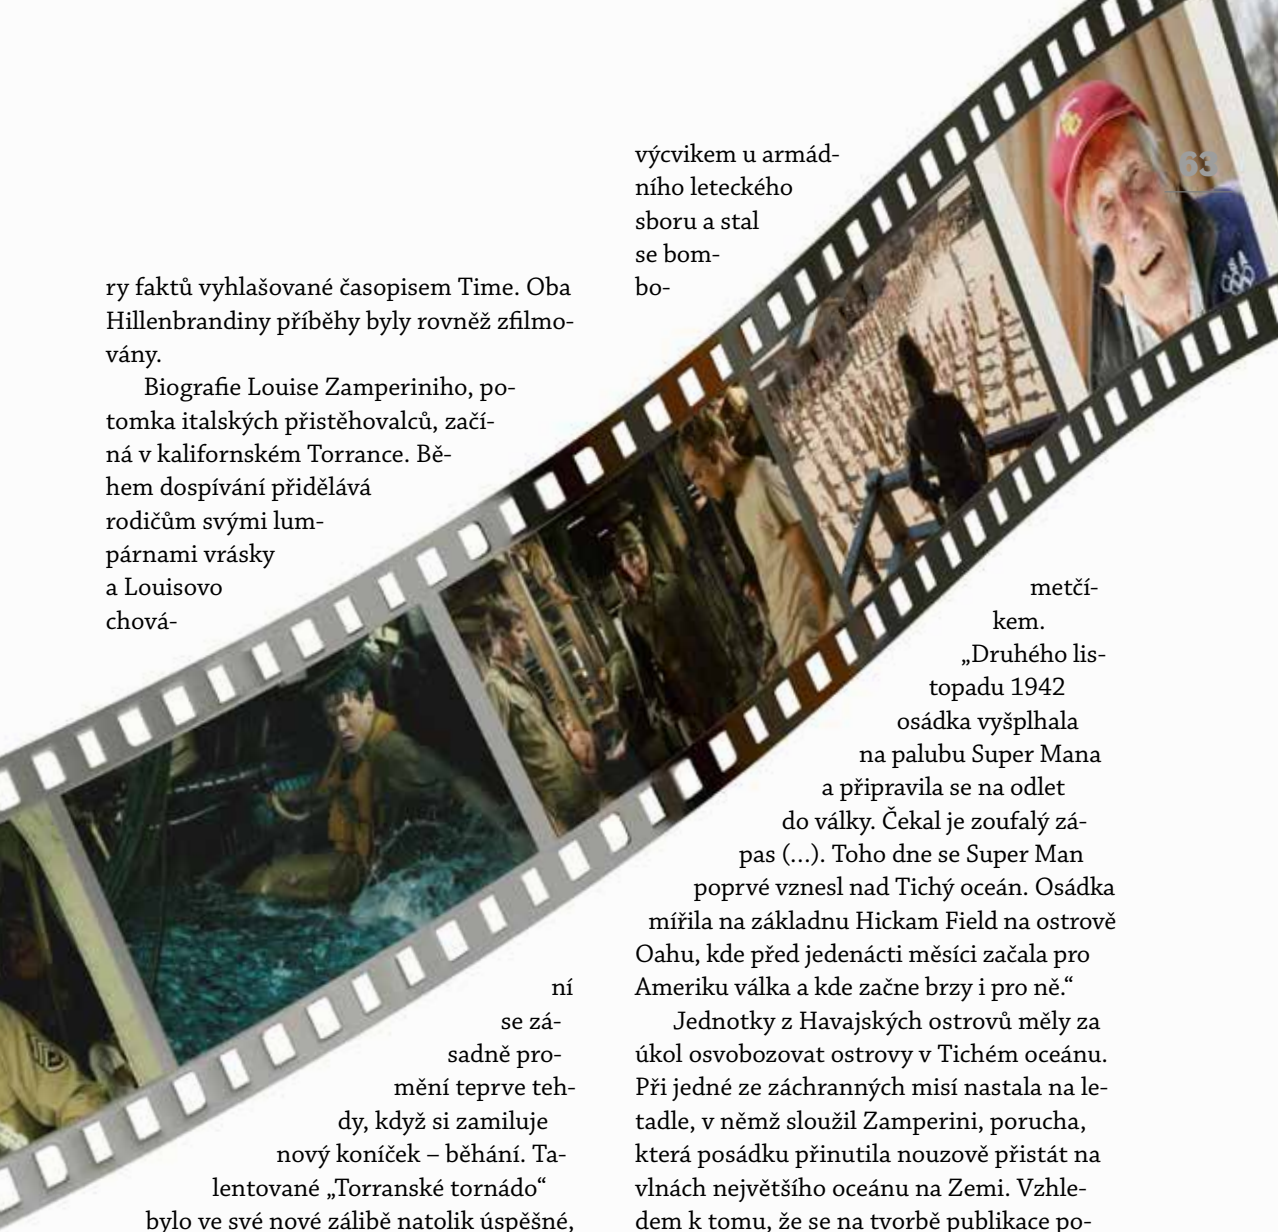 63
ry faktů vyhlašované časopisem Time. Oba
Hillenbrandiny příběhy byly rovněž zfilmo-
vány.
Biografie Louise Zamperiniho, po-
tomka italských přistěhovalců, začí-
ná v kalifornském Torrance. Bě-
hem dospívání přidělává
rodičům svými lum-
párnami vrásky
a Louisovo
chová-
ní
se zá-
sadně pro-
mění teprve teh-
dy, když si zamiluje
nový koníček – běhání. Ta-
lentované „Torranské tornádo“
bylo ve své nové zálibě natolik úspěšné,
výcvikem u armád-
ního leteckého
sboru a stal
se bom-
bo-
metčí-
kem.
„Druhého lis-
topadu 1942
osádka vyšplhala
na palubu Super Mana
a připravila se na odlet
do války. Čekal je zoufalý zá-
pas (...). Toho dne se Super Man
poprvé vznesl nad Tichý oceán. Osádka
mířila na základnu Hickam Field na ostrově
Oahu, kde před jedenácti měsíci začala pro
Ameriku válka a kde začne brzy i pro ně.“
Jednotky z Havajských ostrovů měly za
úkol osvobozovat ostrovy v Tichém oceánu.
Při jedné ze záchranných misí nastala na le-
tadle, v němž sloužil Zamperini, porucha,
která posádku přinutila nouzově přistát na
vlnách největšího oceánu na Zemi. Vzhle-
dem k tomu, že se na tvorbě publikace po-